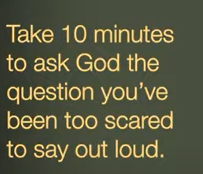 Take 10 minutes
to ask God the
question you've
been too scared
to say out loud.